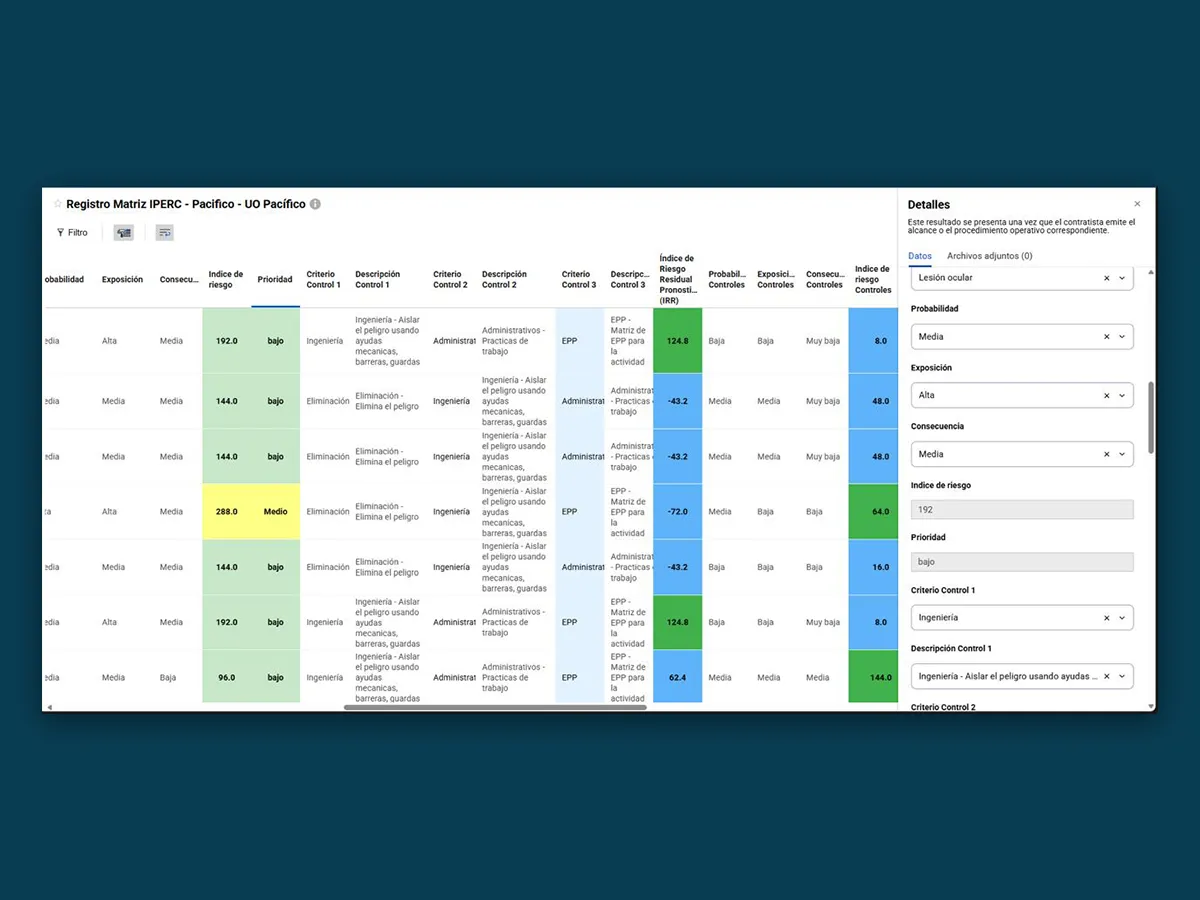 Registro Matriz IPERC - Pacifico - UO Pacífico
Filtro
obabilidad Exposición Consecu... Indice de riesgo Prioridad Criterio Control 1 Descripción Control 1 Criterio Control 2 Descripción Control 2 Criterio Control 3 Descripc... Control 3 Índice de Riesgo Residual Pronosti... (IRR) Probabil... Controles Exposici... Controles Consecu... Controles Indice de riesgo Controles
edia Alta Media 192.0 bajo Ingeniería Ingeniería - Aislar el peligro usando ayudas mecanicas, barreras, guardas Administrat Administrativos - Practicas de trabajo EPP EPP - Matriz de EPP para la actividad 124.8 Baja Baja Muy baja 8.0
edia Media Media 144.0 bajo Eliminación Eliminación - Elimina el peligro Ingeniería Ingeniería - Aislar el peligro usando ayudas mecanicas, barreras, guardas Administrat Administrat - Practicas trabajo -43.2 Media Media Muy baja 48.0
edia Media Media 144.0 bajo Eliminación Eliminación - Elimina el peligro Ingeniería Ingeniería - Aislar el peligro usando ayudas mecanicas, barreras, guardas Administrat Administrat - Practicas trabajo -43.2 Media Media Muy baja 48.0
ta Alta Media 288.0 Medio Eliminación Eliminación - Elimina el peligro Ingeniería Ingeniería - Aislar el peligro usando ayudas mecanicas, barreras, guardas EPP EPP - Matriz de EPP para la actividad -72.0 Media Baja Baja 64.0
edia Media Media 144.0 bajo Eliminación Eliminación - Elimina el peligro Ingeniería Ingeniería - Aislar el peligro usando ayudas mecanicas, barreras, guardas Administrat Administrat - Practicas trabajo -43.2 Baja Baja Baja 16.0
edia Alta Media 192.0 bajo Ingeniería Ingeniería - Aislar el peligro usando ayudas mecanicas, barreras, guardas Administrat Administrativos - Practicas de trabajo EPP EPP - Matriz de EPP para la actividad 124.8 Baja Baja Muy baja 8.0
edia Media Baja 96.0 bajo Ingeniería Ingeniería - Aislar el peligro usando ayudas mecanicas, barreras, guardas Administrat Administrativos - Practicas de trabajo EPP EPP - Matriz de EPP para la actividad 62.4 Media Media Media 144.0
Detalles
Este resultado se presenta una vez que el contratista emite el
alcance o el procedimiento operativo correspondiente.
Datos Archivos adjuntos (0)
Lesión ocular
Probabilidad
Media
Exposición
Alta
Consecuencia
Media
Indice de riesgo
192
Prioridad
bajo
Criterio Control 1
Ingeniería
Descripción Control 1
Ingeniería - Aislar el peligro usando ayudas ...
Criterio Control 2